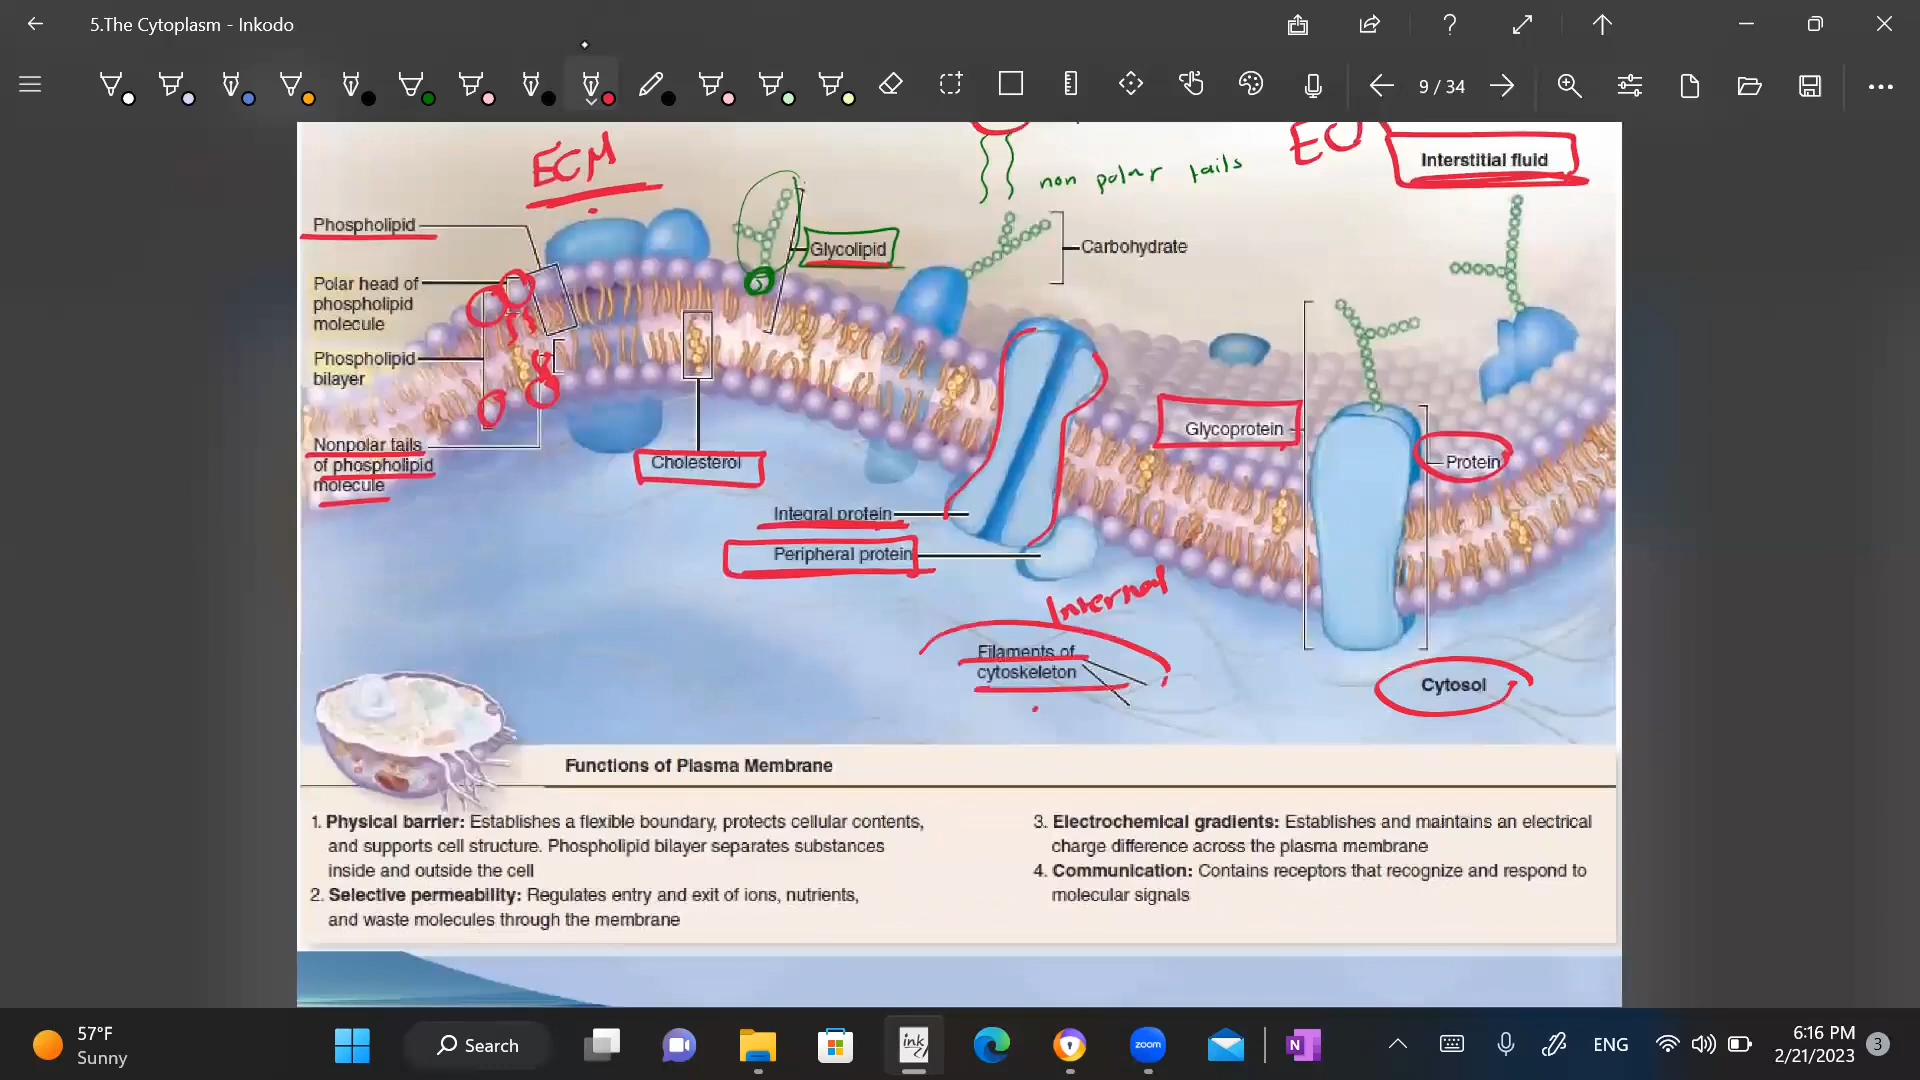 5.The Cytoplasm - Inkodo
9 / 34
ECM
non polar tails
Interstitial fluid
Phospholipid
Glycolipid
Carbohydrate
Polar head of
phospholipid
molecule
Phospholipid
bilayer
Glycoprotein
Nonpolar tails
of phospholipid
molecule
Cholesterol
Protein
Integral protein
Peripheral protein
Internal
Filaments of
cytoskeleton
Cytosol
Functions of Plasma Membrane
1. Physical barrier: Establishes a flexible boundary, protects cellular contents,
and supports cell structure. Phospholipid bilayer separates substances
inside and outside the cell
2. Selective permeability: Regulates entry and exit of ions, nutrients,
and waste molecules through the membrane
3. Electrochemical gradients: Establishes and maintains an electrical
charge difference across the plasma membrane
4. Communication: Contains receptors that recognize and respond to
molecular signals
57°F
Sunny
Search
ink
zoom
N
ENG
6:16 PM
2/21/2023
3